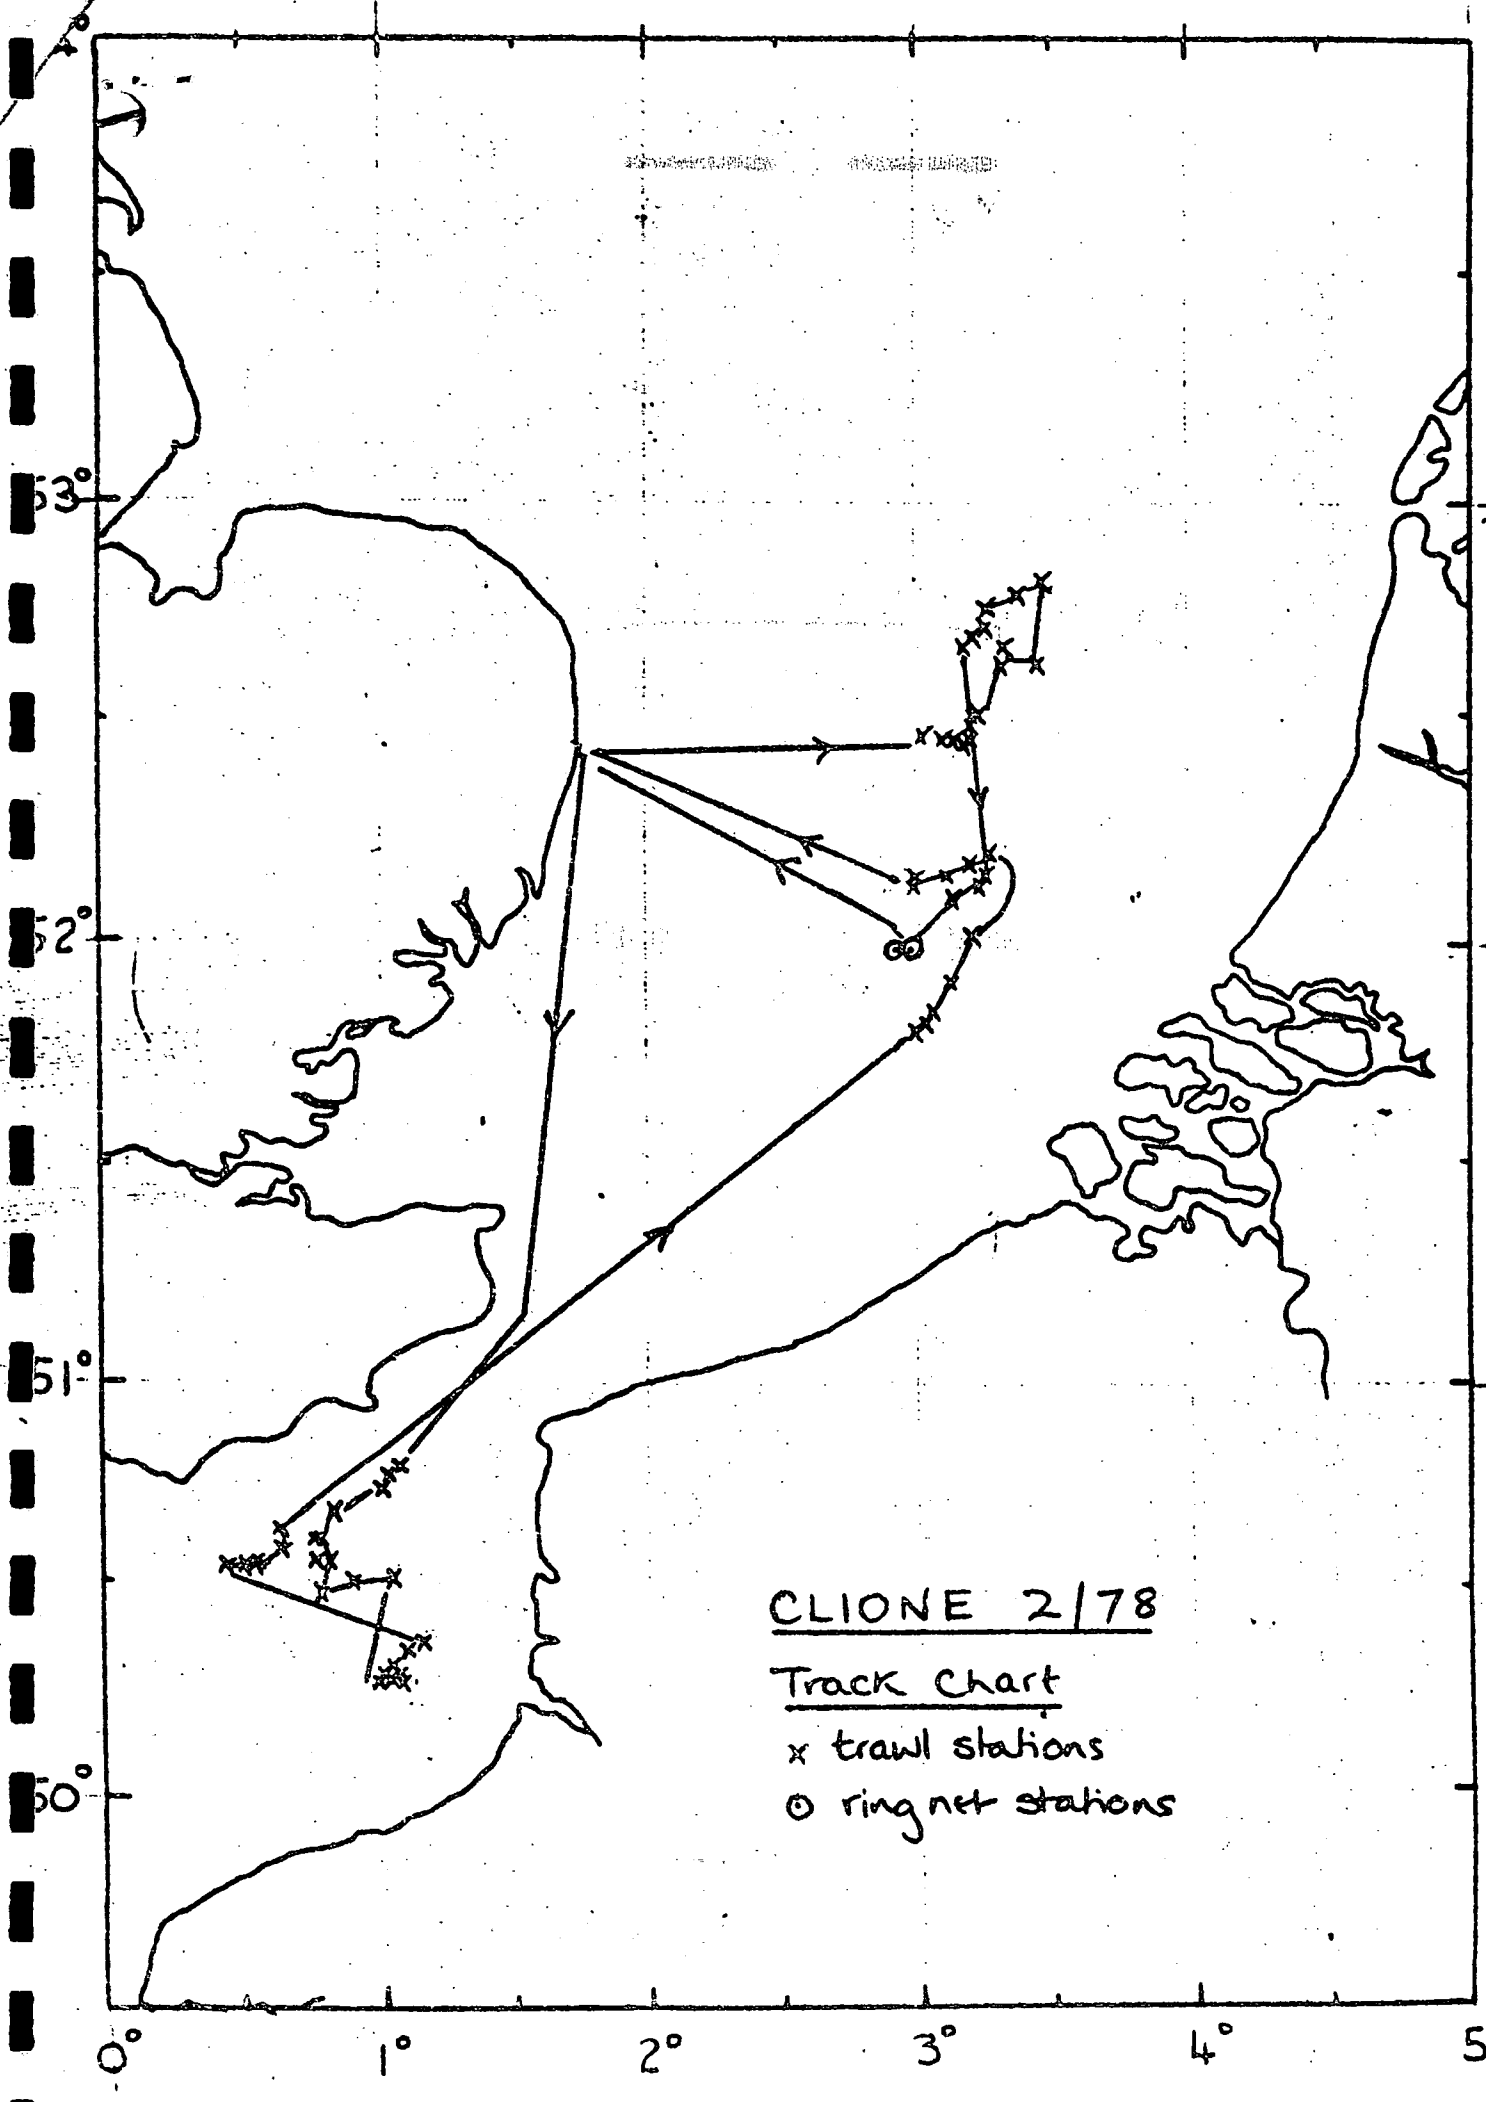 53°
52°
51°
50°
CLIONE 2/78
Track Chart
x trawl stations
⊙ ring net stations
0° 1° 2° 3° 4° 5